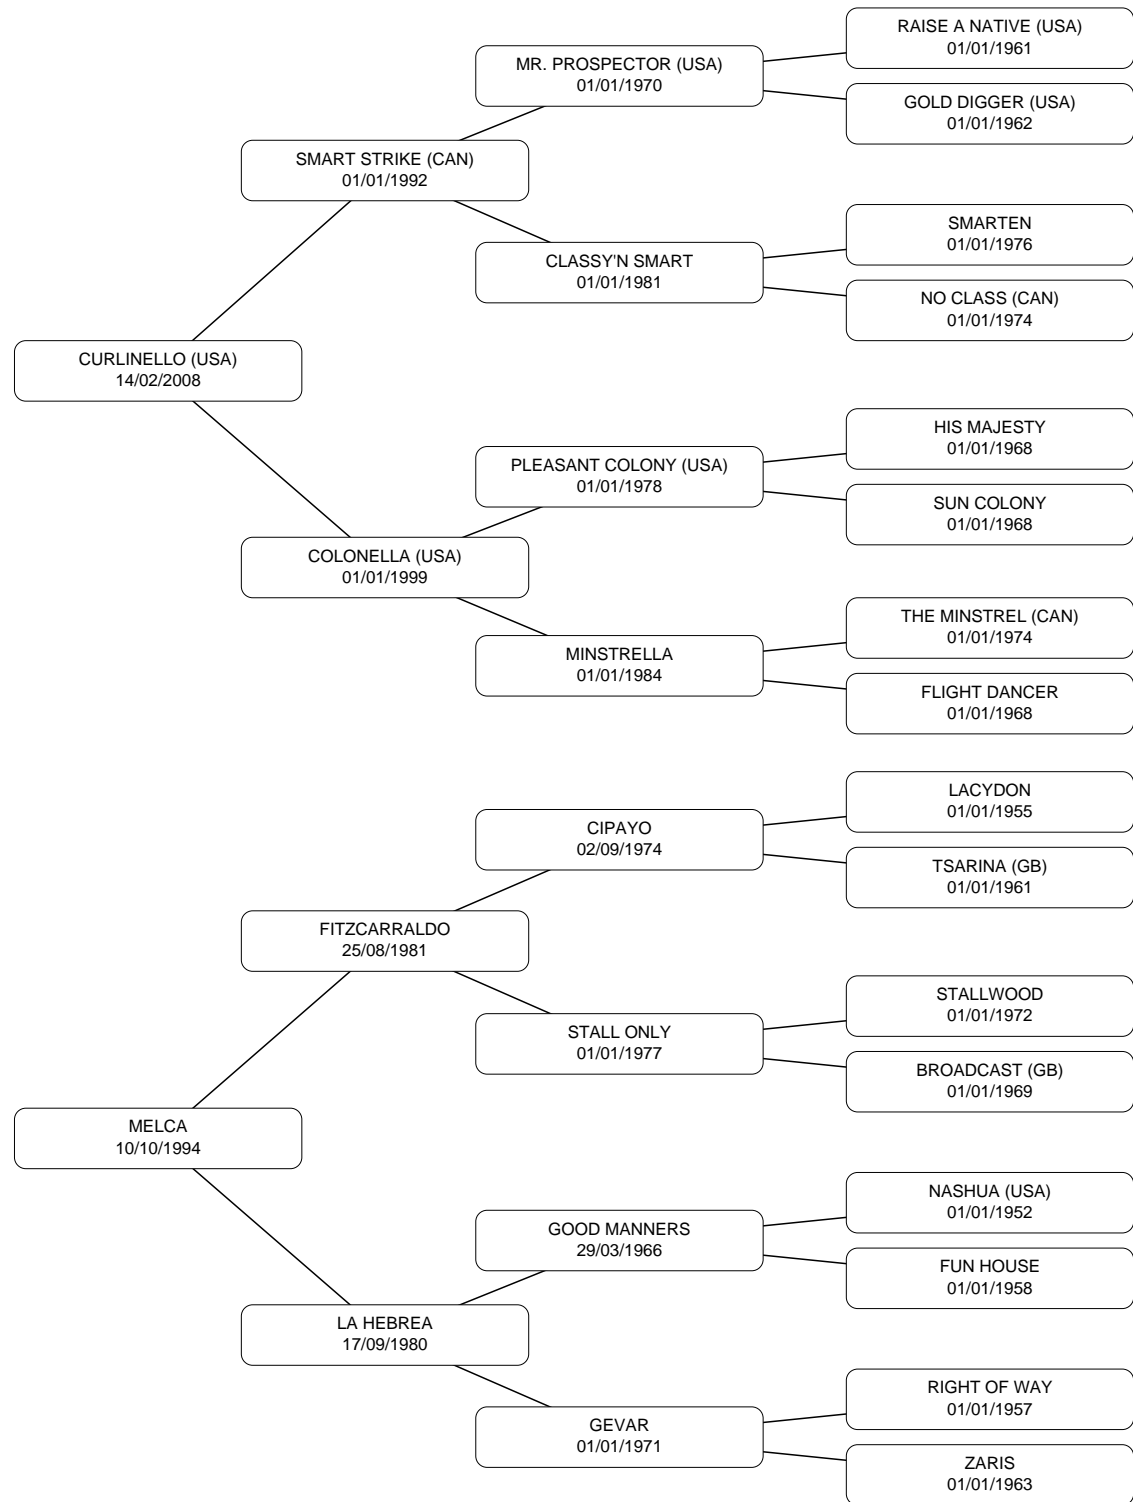 RAISE A NATIVE (USA)
01/01/1961
MR. PROSPECTOR (USA)
01/01/1970
GOLD DIGGER (USA)
01/01/1962
SMART STRIKE (CAN)
01/01/1992
SMARTEN
01/01/1976
CLASSY'N SMART
01/01/1981
NO CLASS (CAN)
01/01/1974
CURLINELLO (USA)
14/02/2008
HIS MAJESTY
01/01/1968
PLEASANT COLONY (USA)
01/01/1978
SUN COLONY
01/01/1968
COLONELLA (USA)
01/01/1999
THE MINSTREL (CAN)
01/01/1974
MINSTRELLA
01/01/1984
FLIGHT DANCER
01/01/1968
LACYDON
01/01/1955
CIPAYO
02/09/1974
TSARINA (GB)
01/01/1961
FITZCARRALDO
25/08/1981
STALLWOOD
01/01/1972
STALL ONLY
01/01/1977
BROADCAST (GB)
01/01/1969
MELCA
10/10/1994
NASHUA (USA)
01/01/1952
GOOD MANNERS
29/03/1966
FUN HOUSE
01/01/1958
LA HEBREA
17/09/1980
RIGHT OF WAY
01/01/1957
GEVAR
01/01/1971
ZARIS
01/01/1963